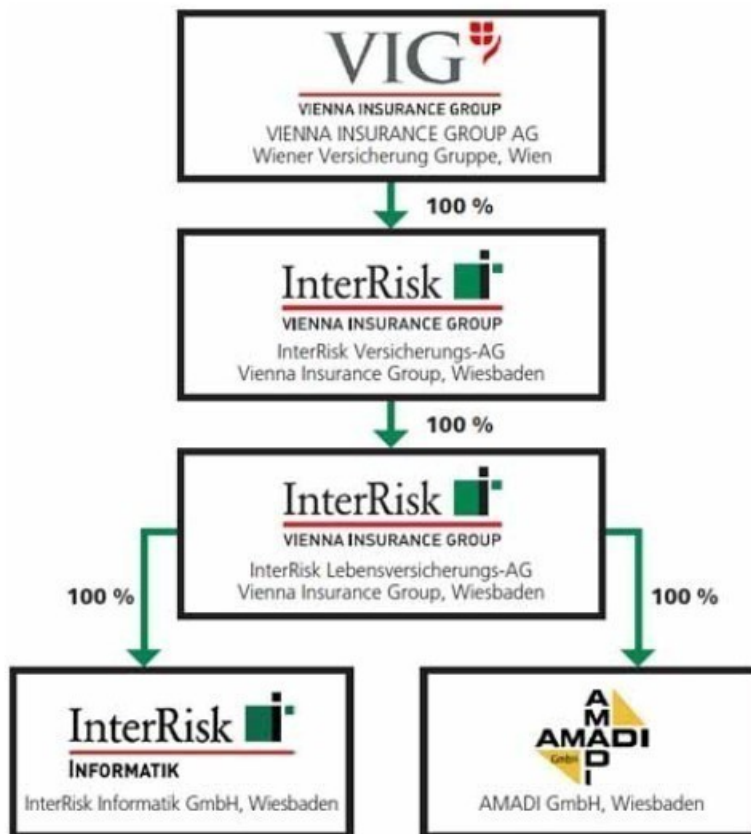 VIG
VIENNA INSURANCE GROUP
VIENNA INSURANCE GROUP AG
Wiener Versicherung Gruppe, Wien
100 %
InterRisk
VIENNA INSURANCE GROUP
InterRisk Versicherungs-AG
Vienna Insurance Group, Wiesbaden
100 %
InterRisk
VIENNA INSURANCE GROUP
InterRisk Lebensversicherungs-AG
Vienna Insurance Group, Wiesbaden
100 %
100 %
InterRisk
INFORMATIK
InterRisk Informatik GmbH, Wiesbaden
AMADI
AMADI
GmbH
AMADI GmbH, Wiesbaden